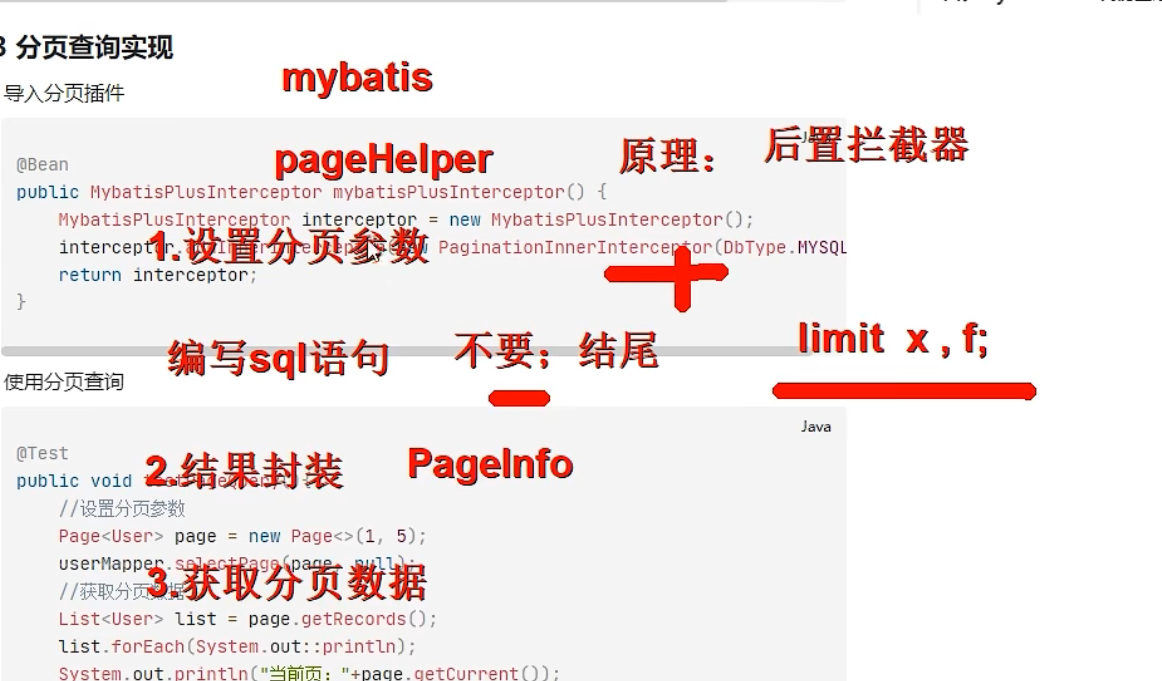 3 分页查询实现
mybatis
导入分页插件
pageHelper 原理： 后置拦截器
@Bean
public MybatisPlusInterceptor mybatisPlusInterceptor() {
MybatisPlusInterceptor interceptor = new MybatisPlusInterceptor();
1.设置分页参数
interceptor. PaginationInnerInterceptor(DbType.MYSQL
return interceptor;
}
编写sql语句 不要；结尾 limit x , f;
使用分页查询
Java
@Test
2.结果封装 PageInfo
public void
//设置分页参数
Page<User> page = new Page<>(1, 5);
userMapper.selectPage(page, null);
3.获取分页数据
//获取分页数据
List<User> list = page.getRecords();
list.forEach(System.out::println);
System.out.println("当前页："+page.getCurrent());